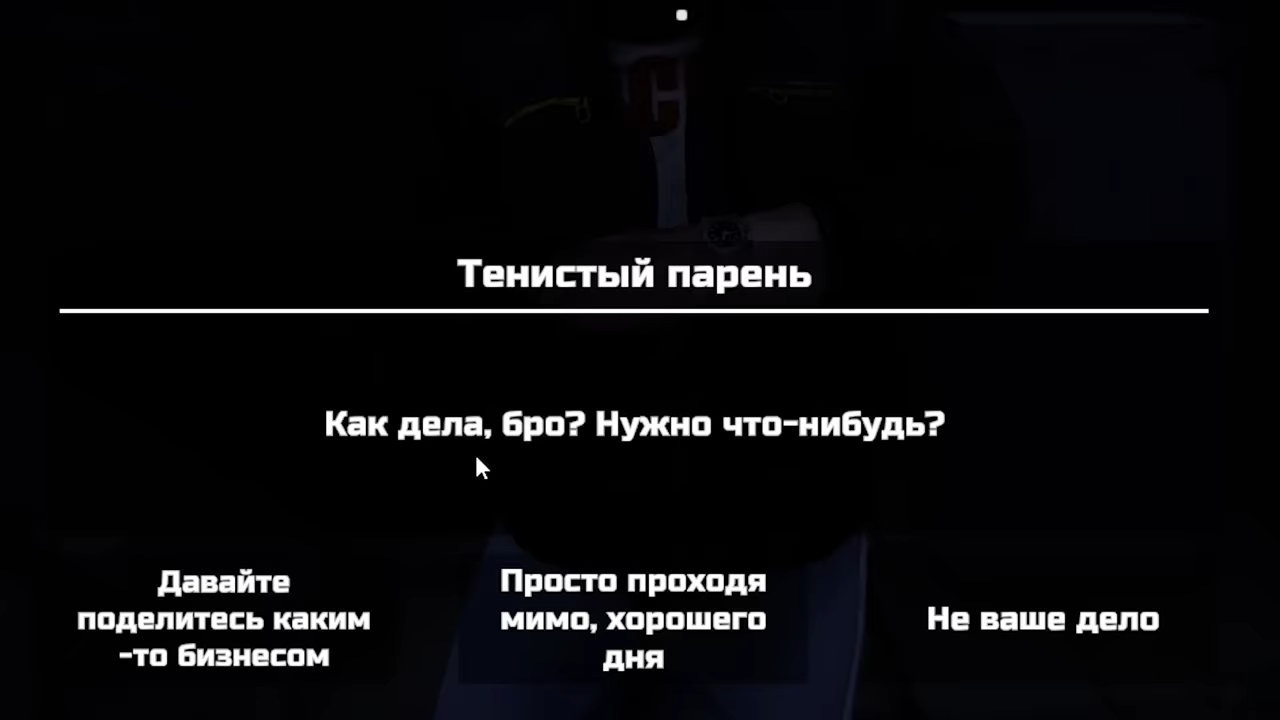 H
Тенистый парень
Как дела, бро? Нужно что-нибудь?
Давайте
поделитесь каким
-то бизнесом
Просто проходя
мимо, хорошего
дня
Не ваше дело